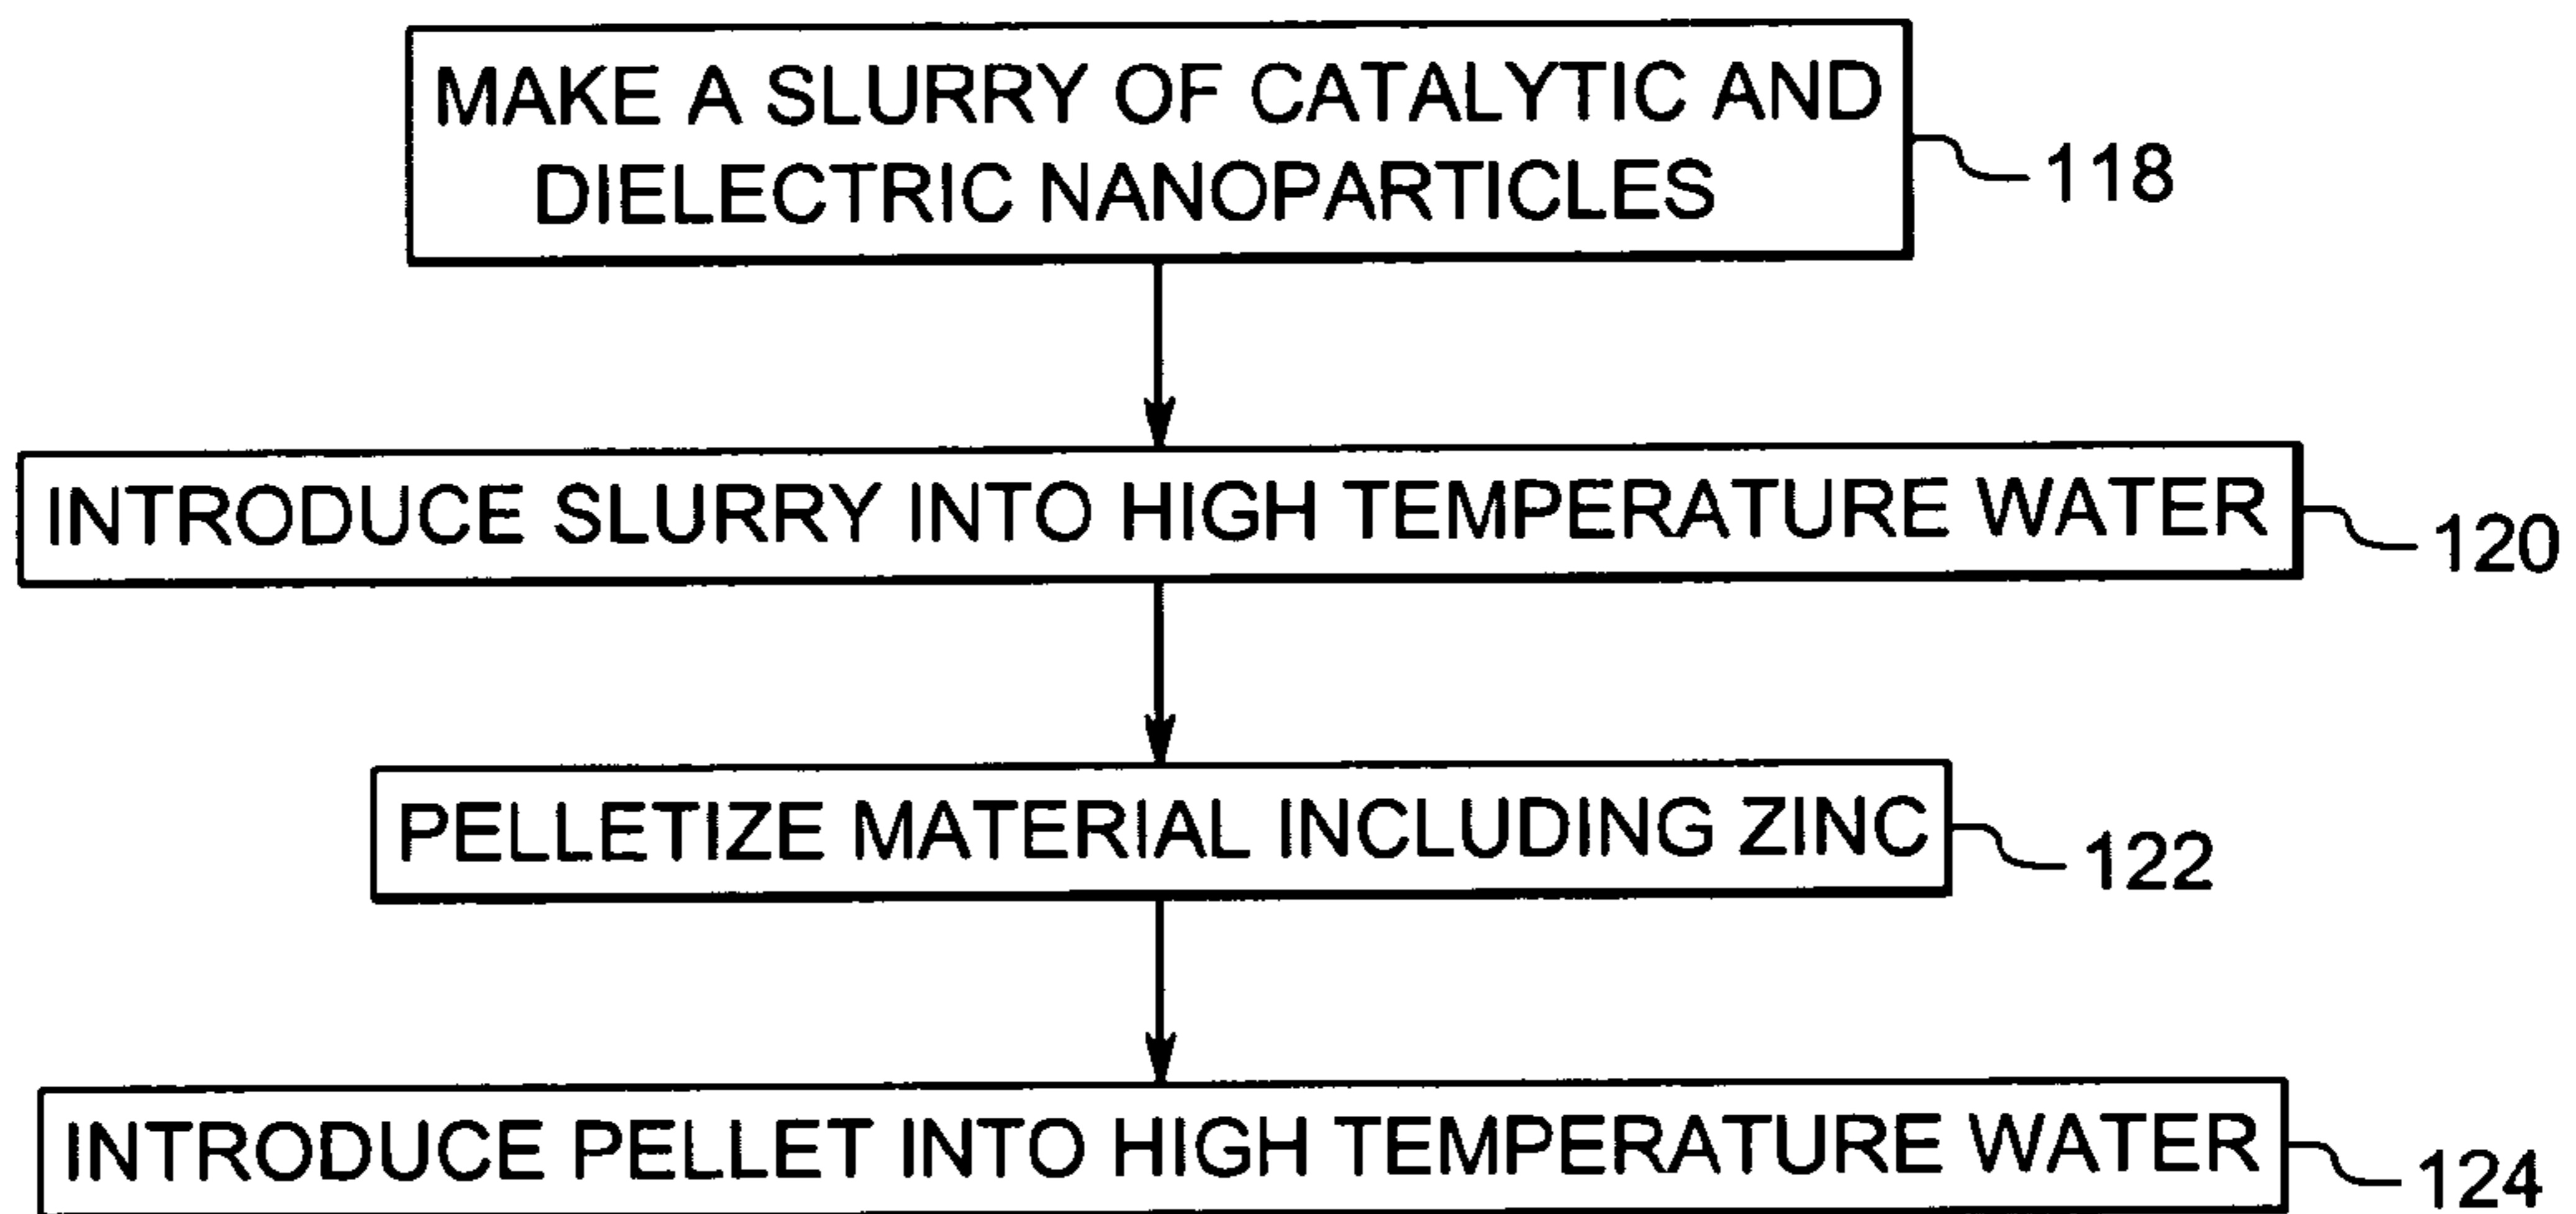 MAKE A SLURRY OF CATALYTIC AND
DIELECTRIC NANOPARTICLES
118
INTRODUCE SLURRY INTO HIGH TEMPERATURE WATER
120
PELLETIZE MATERIAL INCLUDING ZINC
122
INTRODUCE PELLET INTO HIGH TEMPERATURE WATER
124